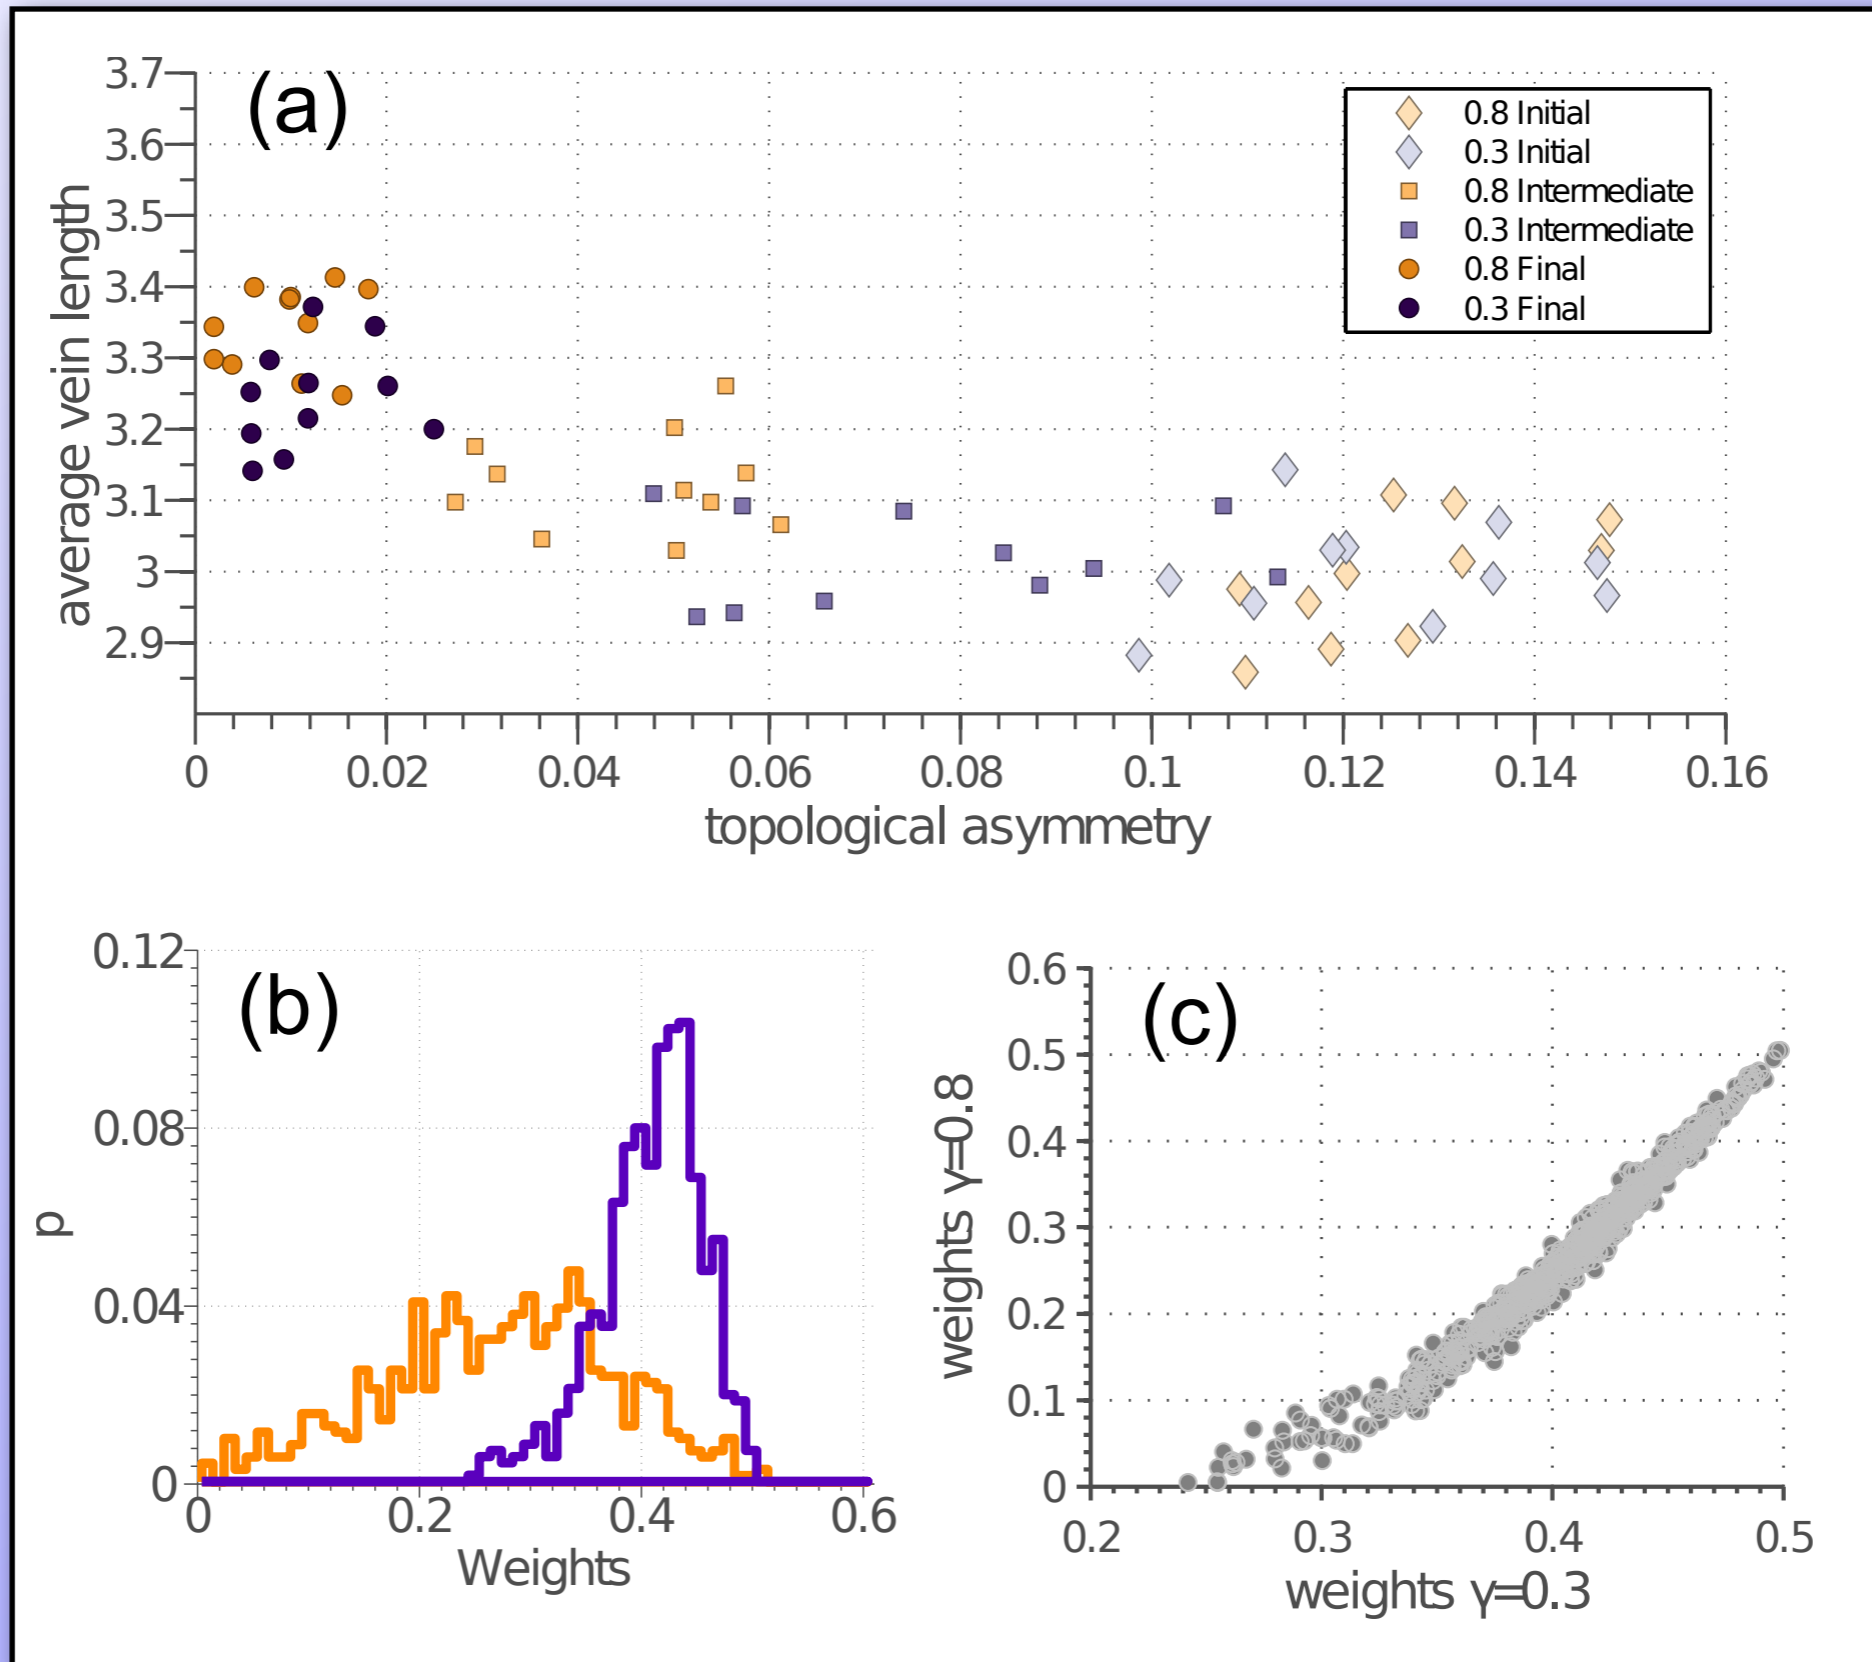 (a)
3.7
3.6
3.5
3.4
3.3
3.2
3.1
3
2.9
average vein length
0 0.02 0.04 0.06 0.08 0.1 0.12 0.14 0.16
topological asymmetry
0.8 Initial
0.3 Initial
0.8 Intermediate
0.3 Intermediate
0.8 Final
0.3 Final
(b)
0.12
0.08
0.04
0
p
0 0.2 0.4 0.6
Weights
(c)
0.6
0.5
0.4
0.3
0.2
0.1
0
weights γ=0.8
0.2 0.3 0.4 0.5
weights γ=0.3